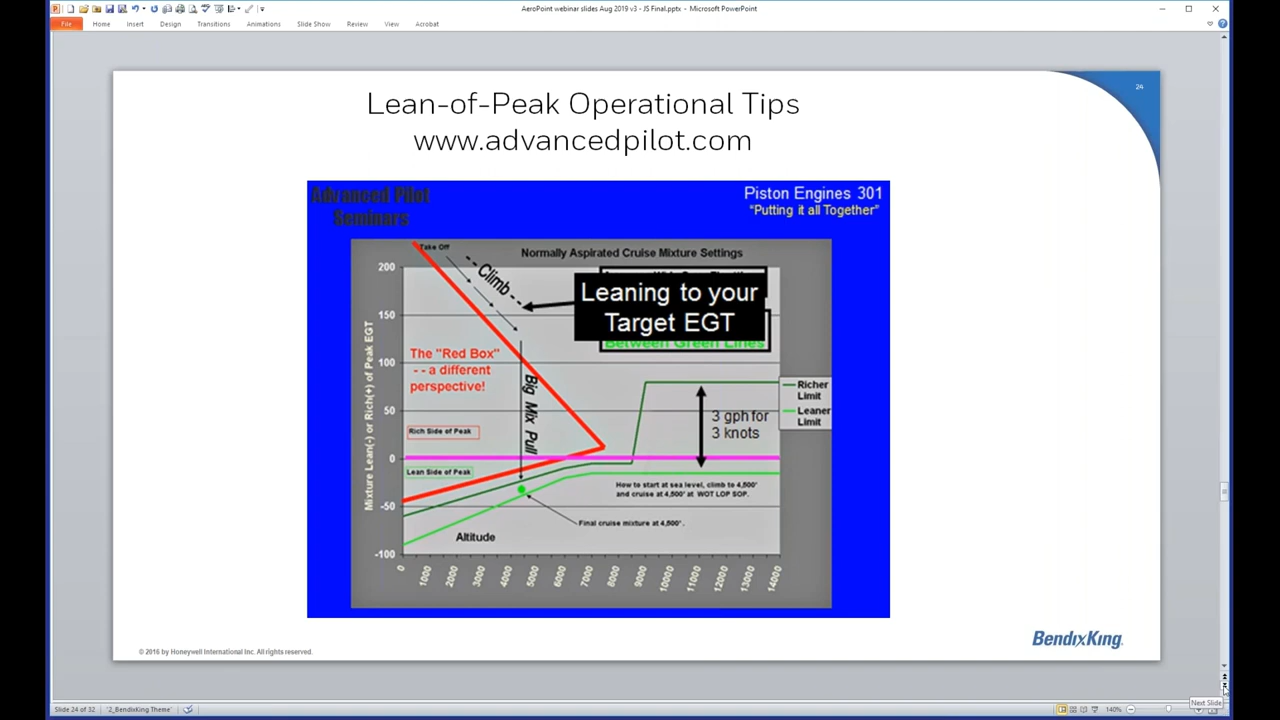 AeroPoint webinar slides Aug 2019 v3 - JS Final.pptx - Microsoft PowerPoint
File Home Insert Design Transitions Animations Slide Show Review View Acrobat
24
Lean-of-Peak Operational Tips
www.advancedpilot.com
Advanced Pilot
Seminars
Piston Engines 301
“Putting it all Together”
Take Off
Normally Aspirated Cruise Mixture Settings
- - Climb - - -
Leaning to your
Target EGT
Between Green Lines
The "Red Box"
- - a different
perspective!
Big Mix Pull
Rich Side of Peak
Lean Side of Peak
3 gph for
3 knots
Richer
Limit
Leaner
Limit
How to start at sea level, climb to 4,500'
and cruise at 4,500' at WOT LOP SOP.
Final cruise mixture at 4,500'.
Altitude
Mixture Lean(-) or Rich(+) of Peak EGT
200
150
100
50
0
-50
-100
0 1000 2000 3000 4000 5000 6000 7000 8000 9000 10000 11000 12000 13000 14000
© 2016 by Honeywell International Inc. All rights reserved.
BendixKing
Next Slide
Slide 24 of 32 "2_BendixKing Theme" 140%